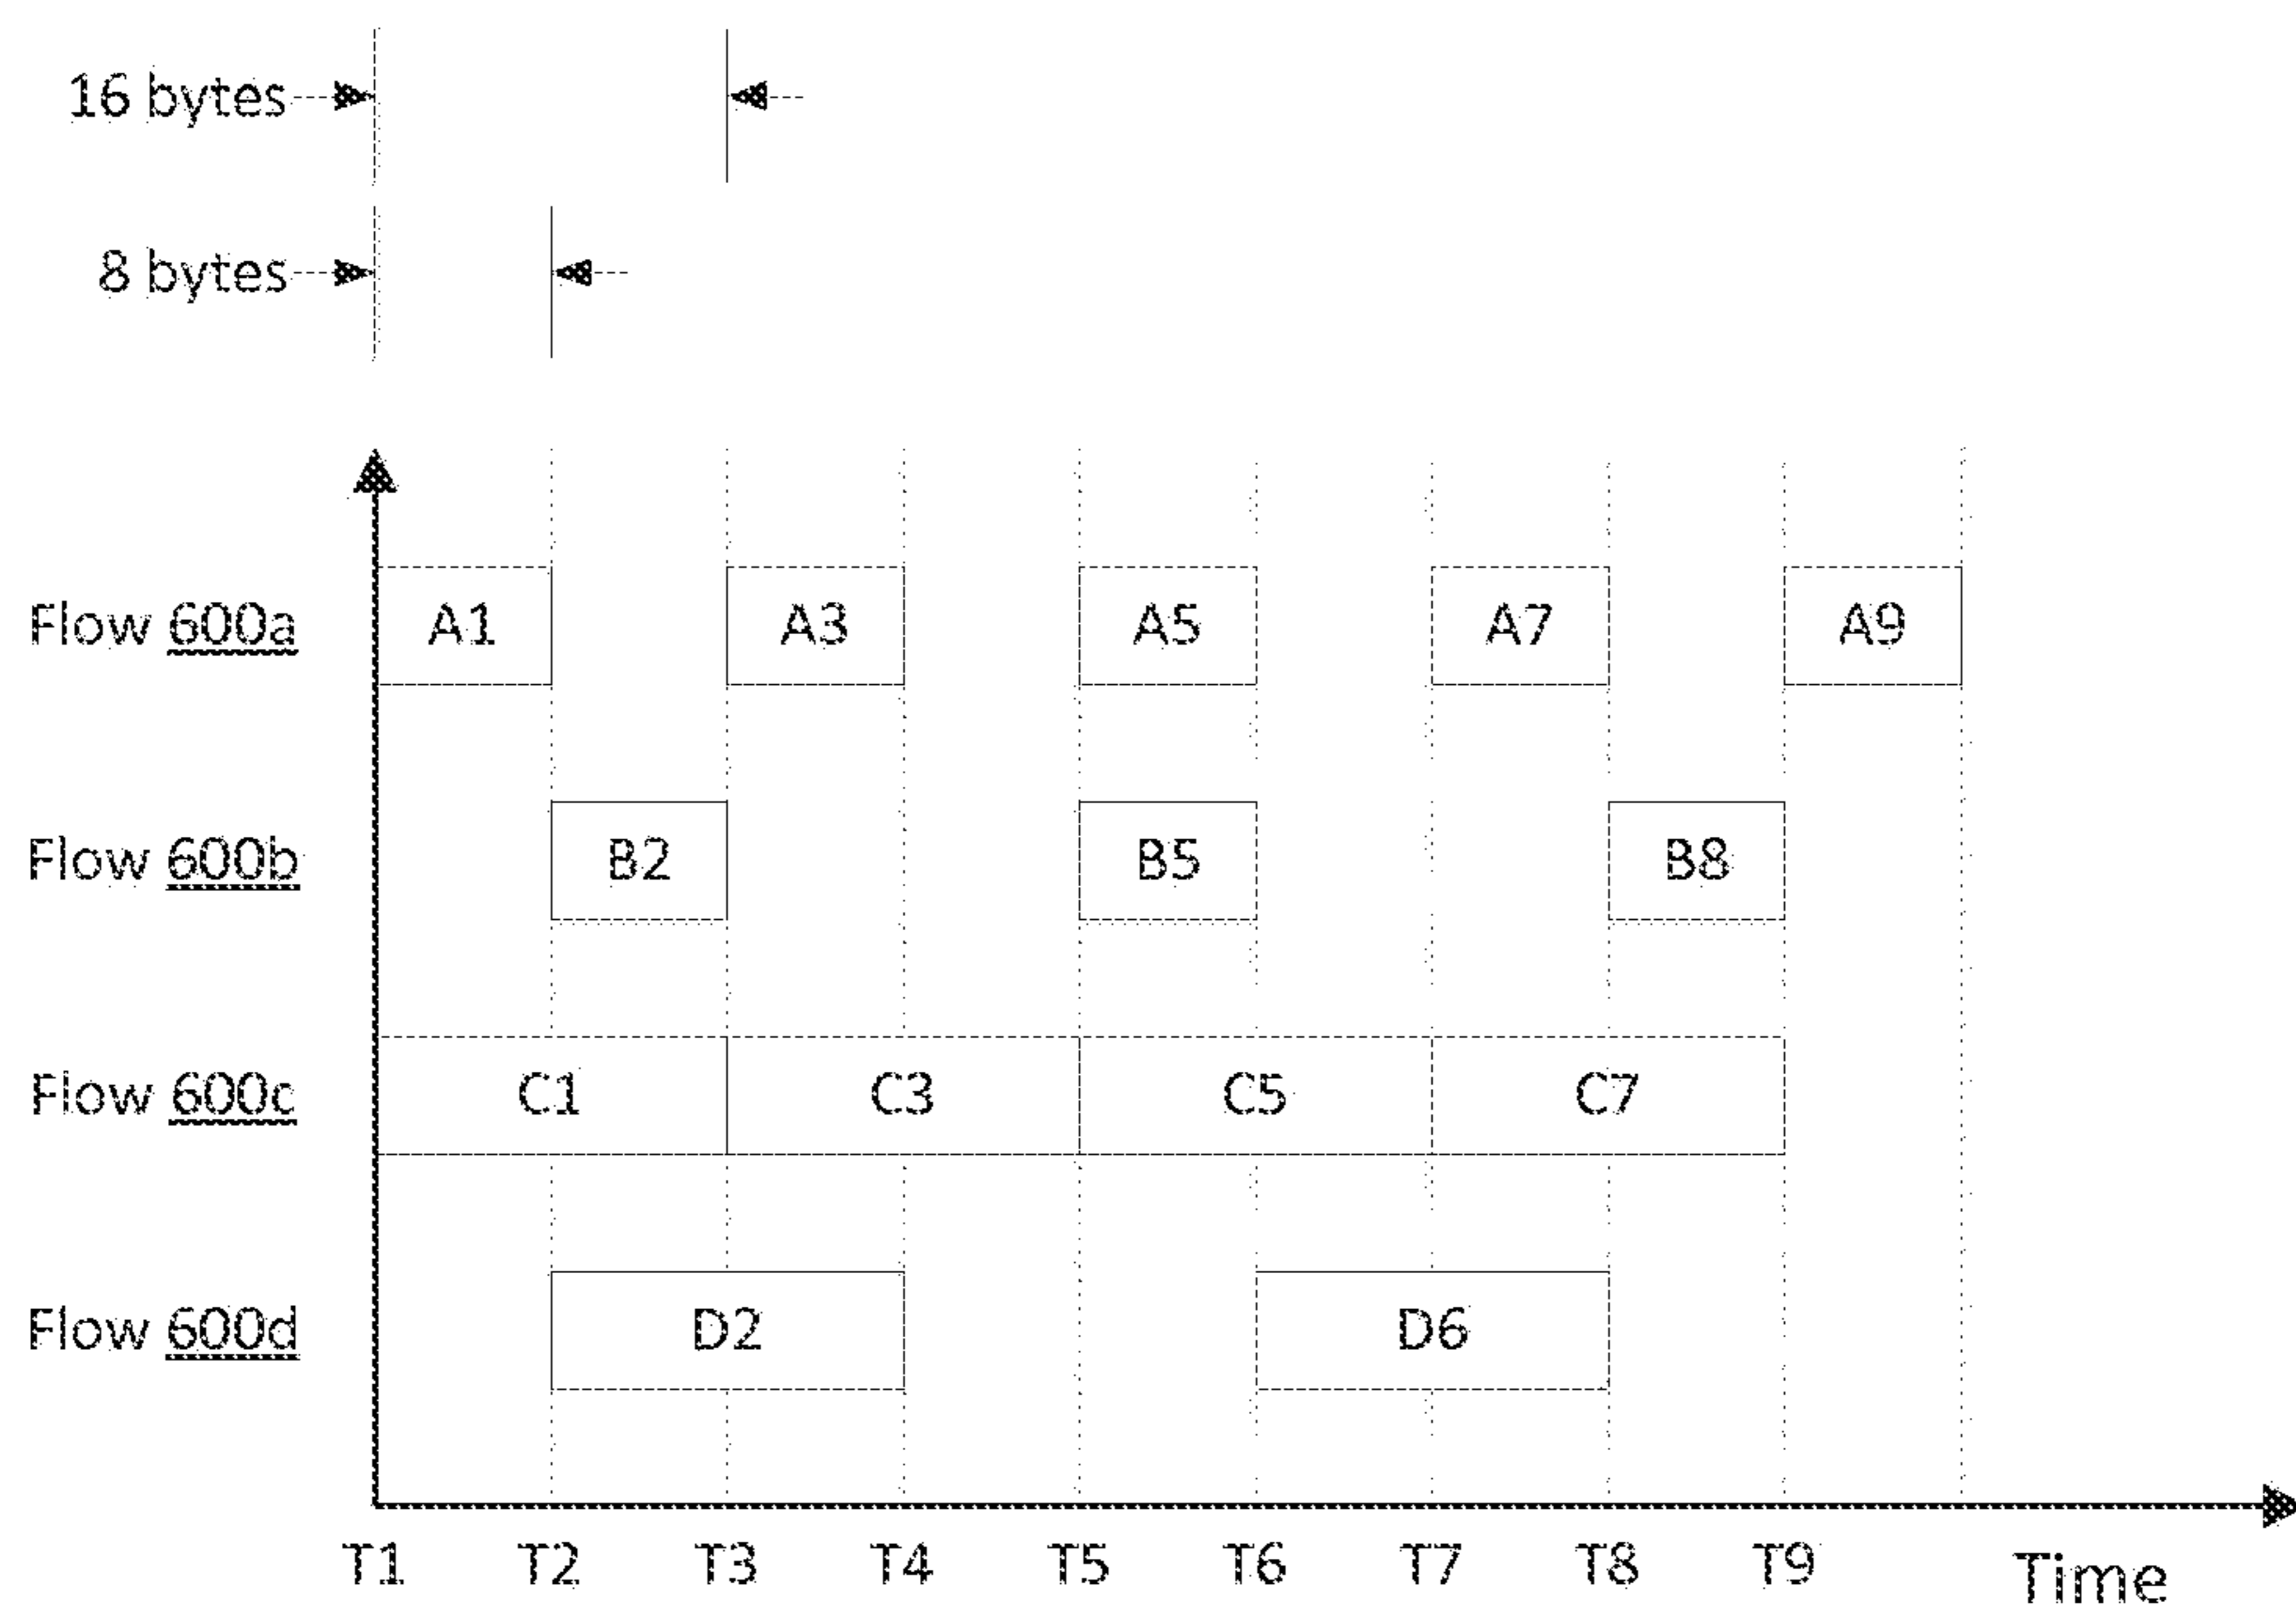 16 bytes
8 bytes
Flow 600a A1 A3 A5 A7 A9
Flow 600b B2 B5 B8
Flow 600c C1 C3 C5 C7
Flow 600d D2 D6
T1 T2 T3 T4 T5 T6 T7 T8 T9 Time